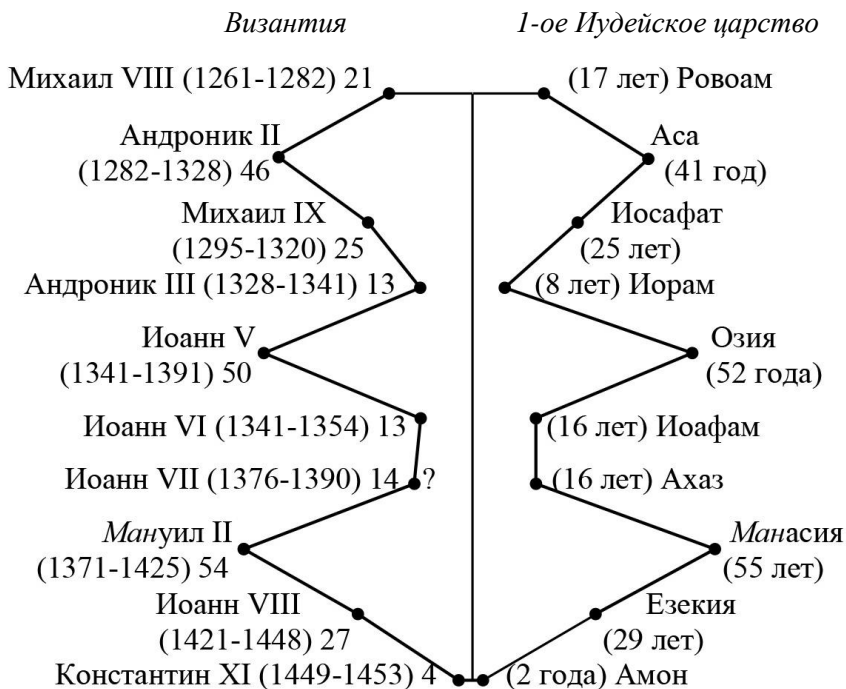 Византия
1-ое Иудейское царство
Михаил VIII (1261-1282) 21
(17 лет) Ровоам
Андроник II
(1282-1328) 46
Аса
(41 год)
Михаил IX
(1295-1320) 25
Иосафат
(25 лет)
Андроник III (1328-1341) 13
(8 лет) Иорам
Иоанн V
(1341-1391) 50
Озия
(52 года)
Иоанн VI (1341-1354) 13
(16 лет) Иоафам
Иоанн VII (1376-1390) 14 ?
(16 лет) Ахаз
Мануил II
(1371-1425) 54
Манасия
(55 лет)
Иоанн VIII
(1421-1448) 27
Езекия
(29 лет)
Константин XI (1449-1453) 4
(2 года) Амон